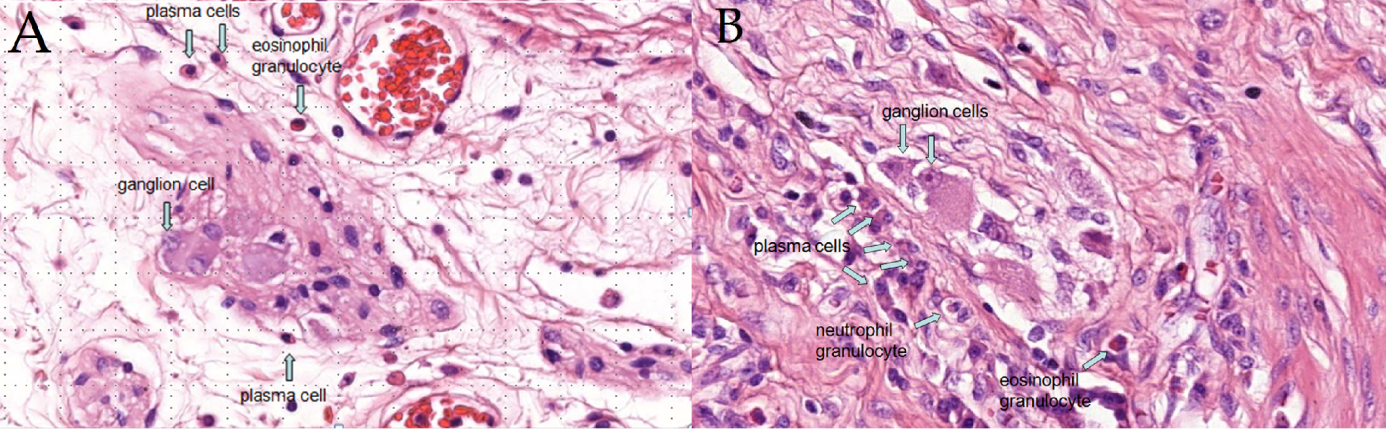 A
plasma cells
eosinophil
granulocyte
ganglion cell
plasma cell
B
ganglion cells
plasma cells
neutrophil
granulocyte
eosinophil
granulocyte